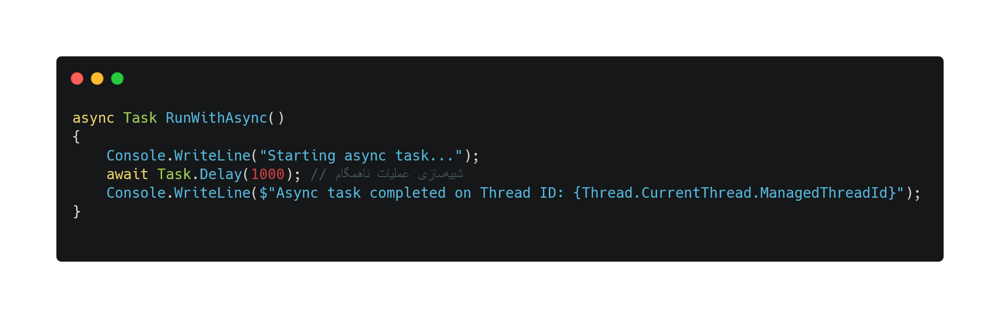 async Task RunWithAsync()
{
    Console.WriteLine("Starting async task...");
    await Task.Delay(1000); // شبیه‌سازی عملیات ناهمگام
    Console.WriteLine($"Async task completed on Thread ID: {Thread.CurrentThread.ManagedThreadId}");
}